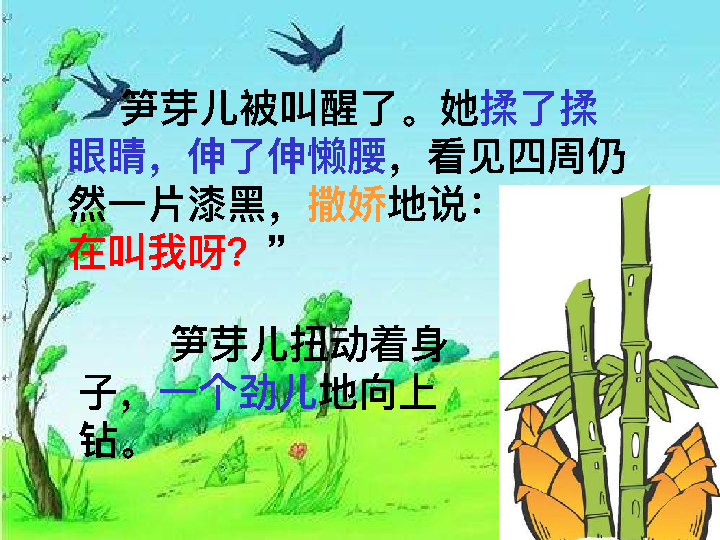 笋芽儿被叫醒了。她揉了揉
眼睛，伸了伸懒腰，看见四周仍
然一片漆黑，撒娇地说：
在叫我呀？”
笋芽儿扭动着身
子，一个劲儿地向上
钻。